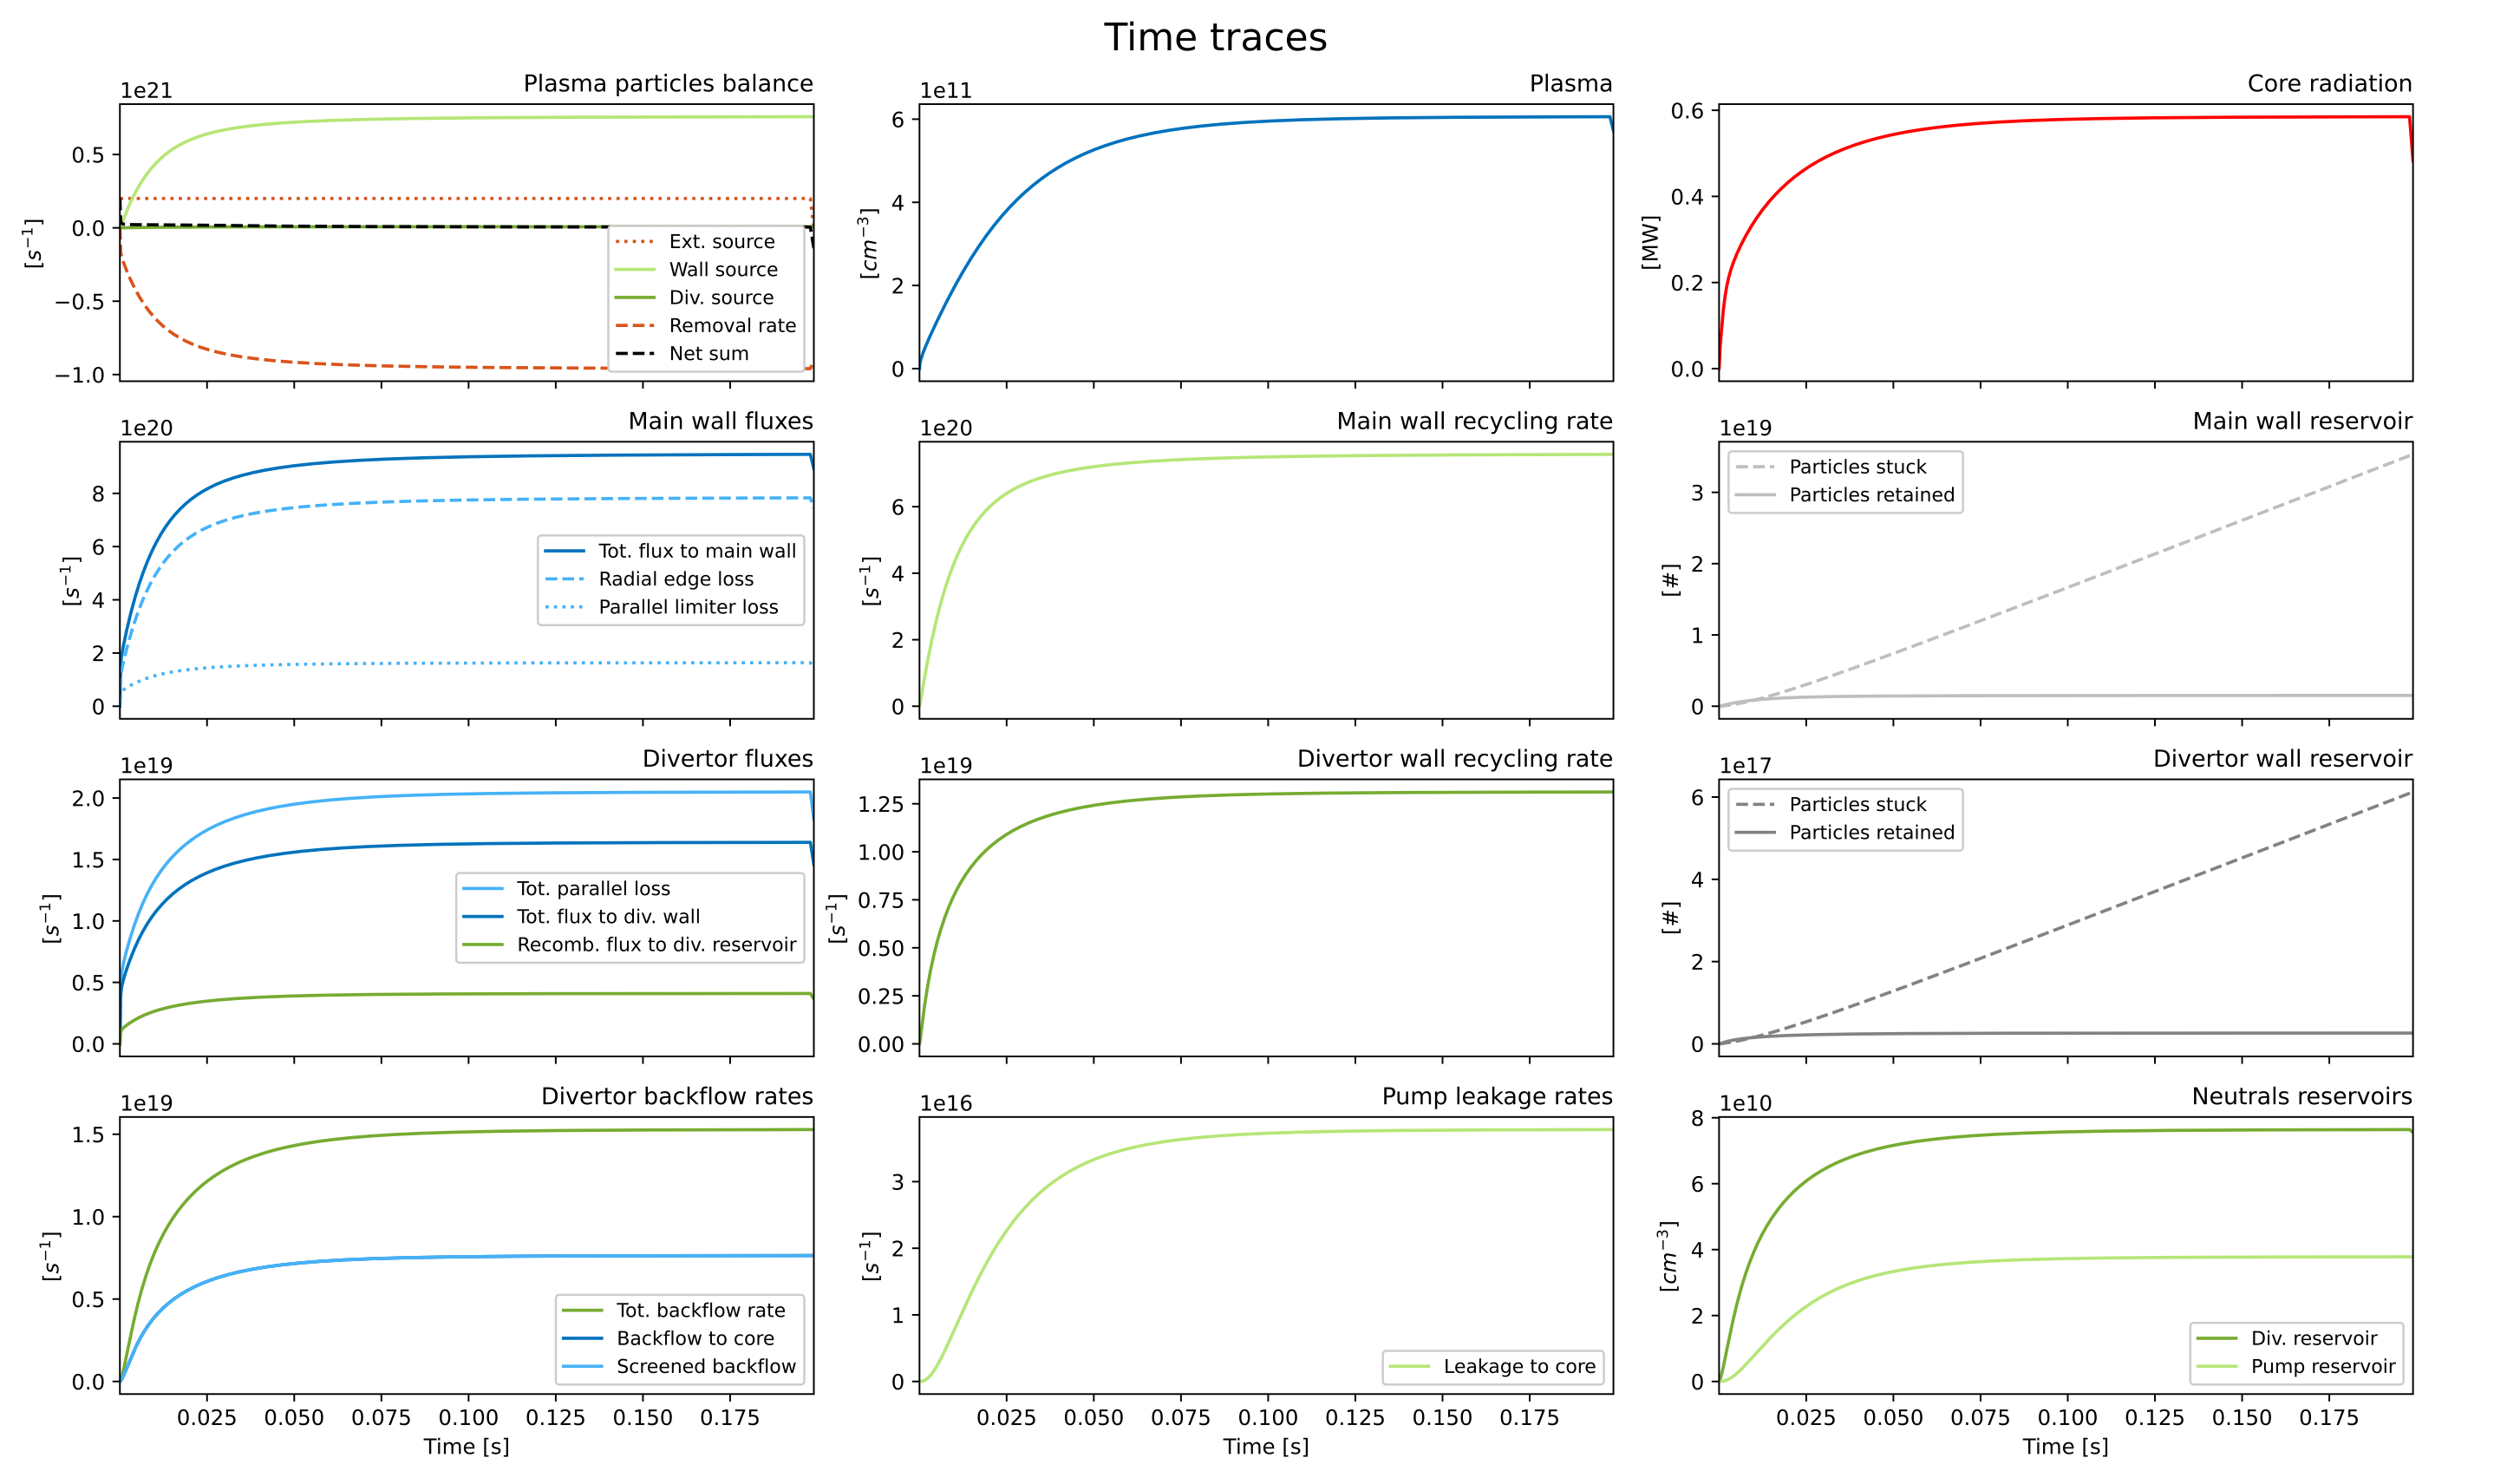 Time traces
Plasma particles balance
1e21
[s⁻¹]
0.5
0.0
−0.5
−1.0
Ext. source
Wall source
Div. source
Removal rate
Net sum
Plasma
1e11
[cm⁻³]
6
4
2
0
Core radiation
[MW]
0.6
0.4
0.2
0.0
Main wall fluxes
1e20
[s⁻¹]
8
6
4
2
0
Tot. flux to main wall
Radial edge loss
Parallel limiter loss
Main wall recycling rate
1e20
[s⁻¹]
6
4
2
0
Main wall reservoir
1e19
[#]
3
2
1
0
Particles stuck
Particles retained
Divertor fluxes
1e19
[s⁻¹]
2.0
1.5
1.0
0.5
0.0
Tot. parallel loss
Tot. flux to div. wall
Recomb. flux to div. reservoir
Divertor wall recycling rate
1e19
[s⁻¹]
1.25
1.00
0.75
0.50
0.25
0.00
Divertor wall reservoir
1e17
[#]
6
4
2
0
Particles stuck
Particles retained
Divertor backflow rates
1e19
[s⁻¹]
1.5
1.0
0.5
0.0
Tot. backflow rate
Backflow to core
Screened backflow
0.025 0.050 0.075 0.100 0.125 0.150 0.175
Time [s]
Pump leakage rates
1e16
[s⁻¹]
3
2
1
0
Leakage to core
0.025 0.050 0.075 0.100 0.125 0.150 0.175
Time [s]
Neutrals reservoirs
1e10
[cm⁻³]
8
6
4
2
0
Div. reservoir
Pump reservoir
0.025 0.050 0.075 0.100 0.125 0.150 0.175
Time [s]